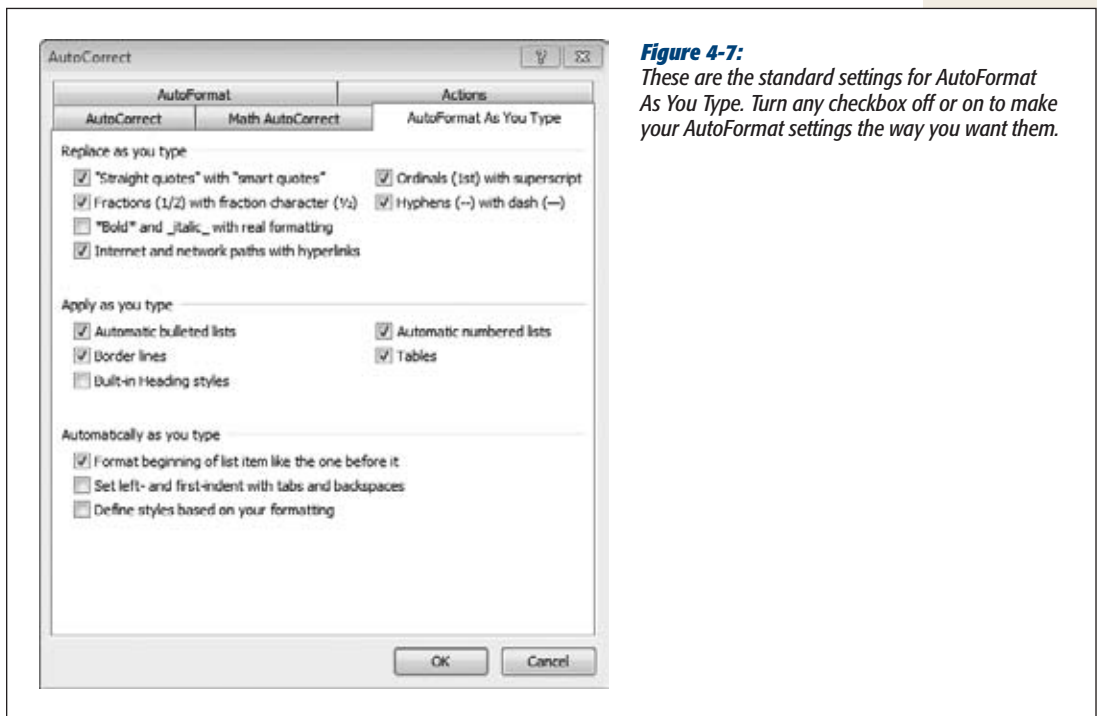 AutoCorrect
AutoFormat Actions
AutoCorrect Math AutoCorrect AutoFormat As You Type
Replace as you type
"Straight quotes" with "smart quotes" Ordinals (1st) with superscript
Fractions (1/2) with fraction character (½) Hyphens (--) with dash (—)
*Bold* and _italic_ with real formatting
Internet and network paths with hyperlinks
Apply as you type
Automatic bulleted lists Automatic numbered lists
Border lines Tables
Built-in Heading styles
Automatically as you type
Format beginning of list item like the one before it
Set left- and first-indent with tabs and backspaces
Define styles based on your formatting
OK Cancel
Figure 4-7:
These are the standard settings for AutoFormat
As You Type. Turn any checkbox off or on to make
your AutoFormat settings the way you want them.